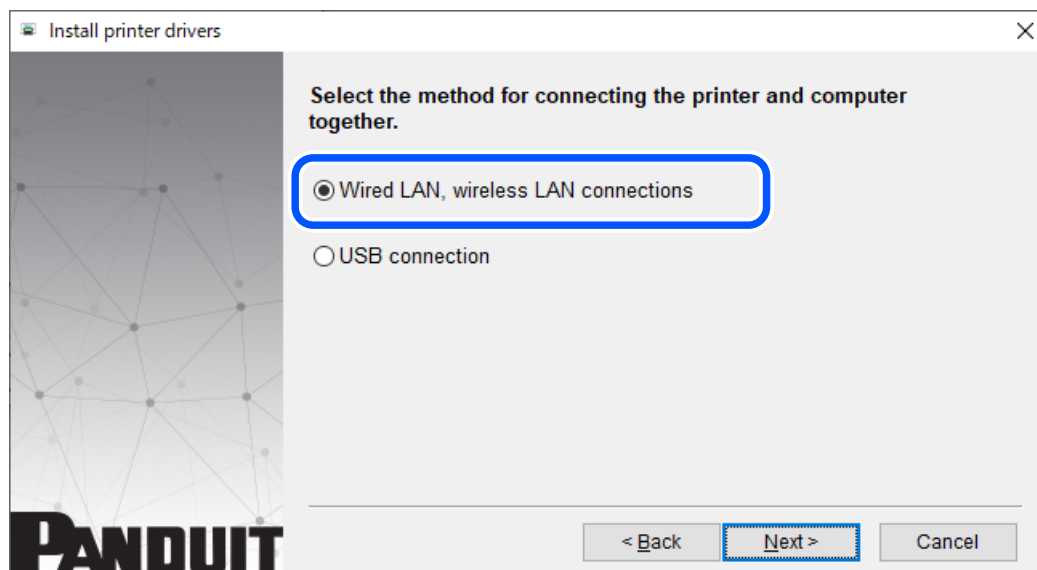 Install printer drivers
Select the method for connecting the printer and computer
together.
Wired LAN, wireless LAN connections
USB connection
PANDUIT
< Back
Next >
Cancel